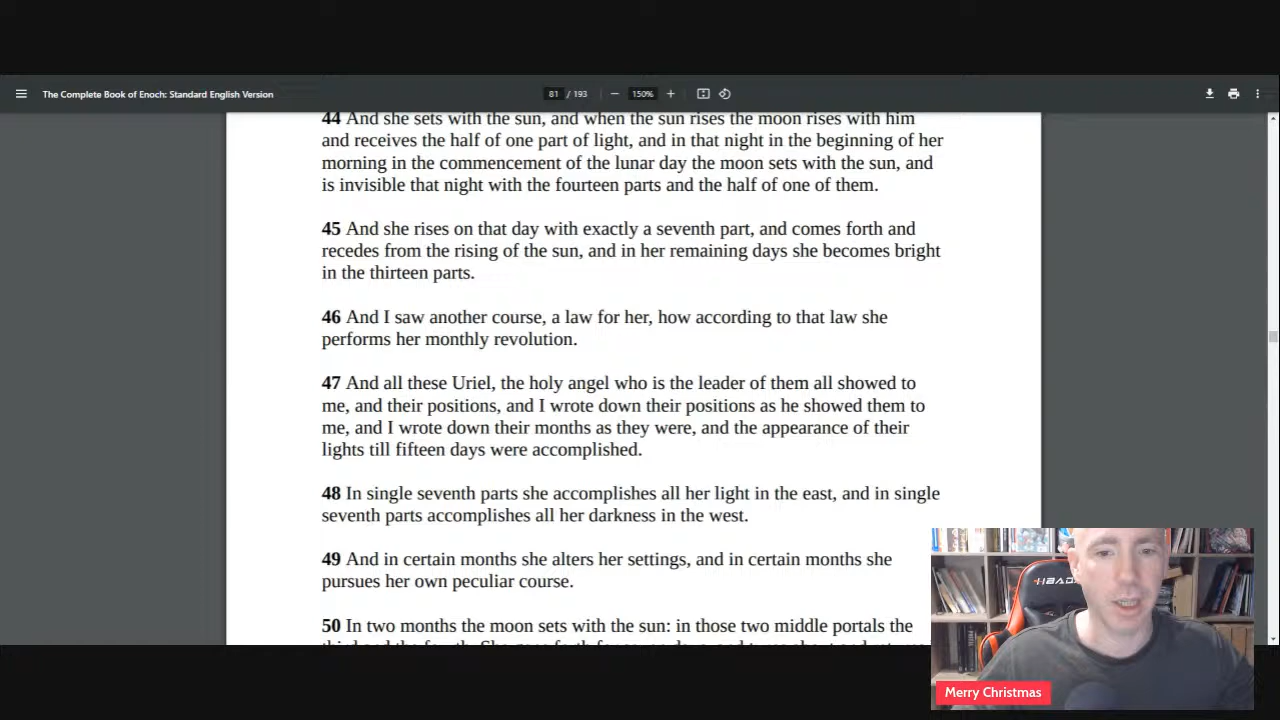 The Complete Book of Enoch: Standard English Version
81 / 193
150%
44 And she sets with the sun, and when the sun rises the moon rises with him
and receives the half of one part of light, and in that night in the beginning of her
morning in the commencement of the lunar day the moon sets with the sun, and
is invisible that night with the fourteen parts and the half of one of them.
45 And she rises on that day with exactly a seventh part, and comes forth and
recedes from the rising of the sun, and in her remaining days she becomes bright
in the thirteen parts.
46 And I saw another course, a law for her, how according to that law she
performs her monthly revolution.
47 And all these Uriel, the holy angel who is the leader of them all showed to
me, and their positions, and I wrote down their positions as he showed them to
me, and I wrote down their months as they were, and the appearance of their
lights till fifteen days were accomplished.
48 In single seventh parts she accomplishes all her light in the east, and in single
seventh parts accomplishes all her darkness in the west.
49 And in certain months she alters her settings, and in certain months she
pursues her own peculiar course.
50 In two months the moon sets with the sun: in those two middle portals the
Merry Christmas